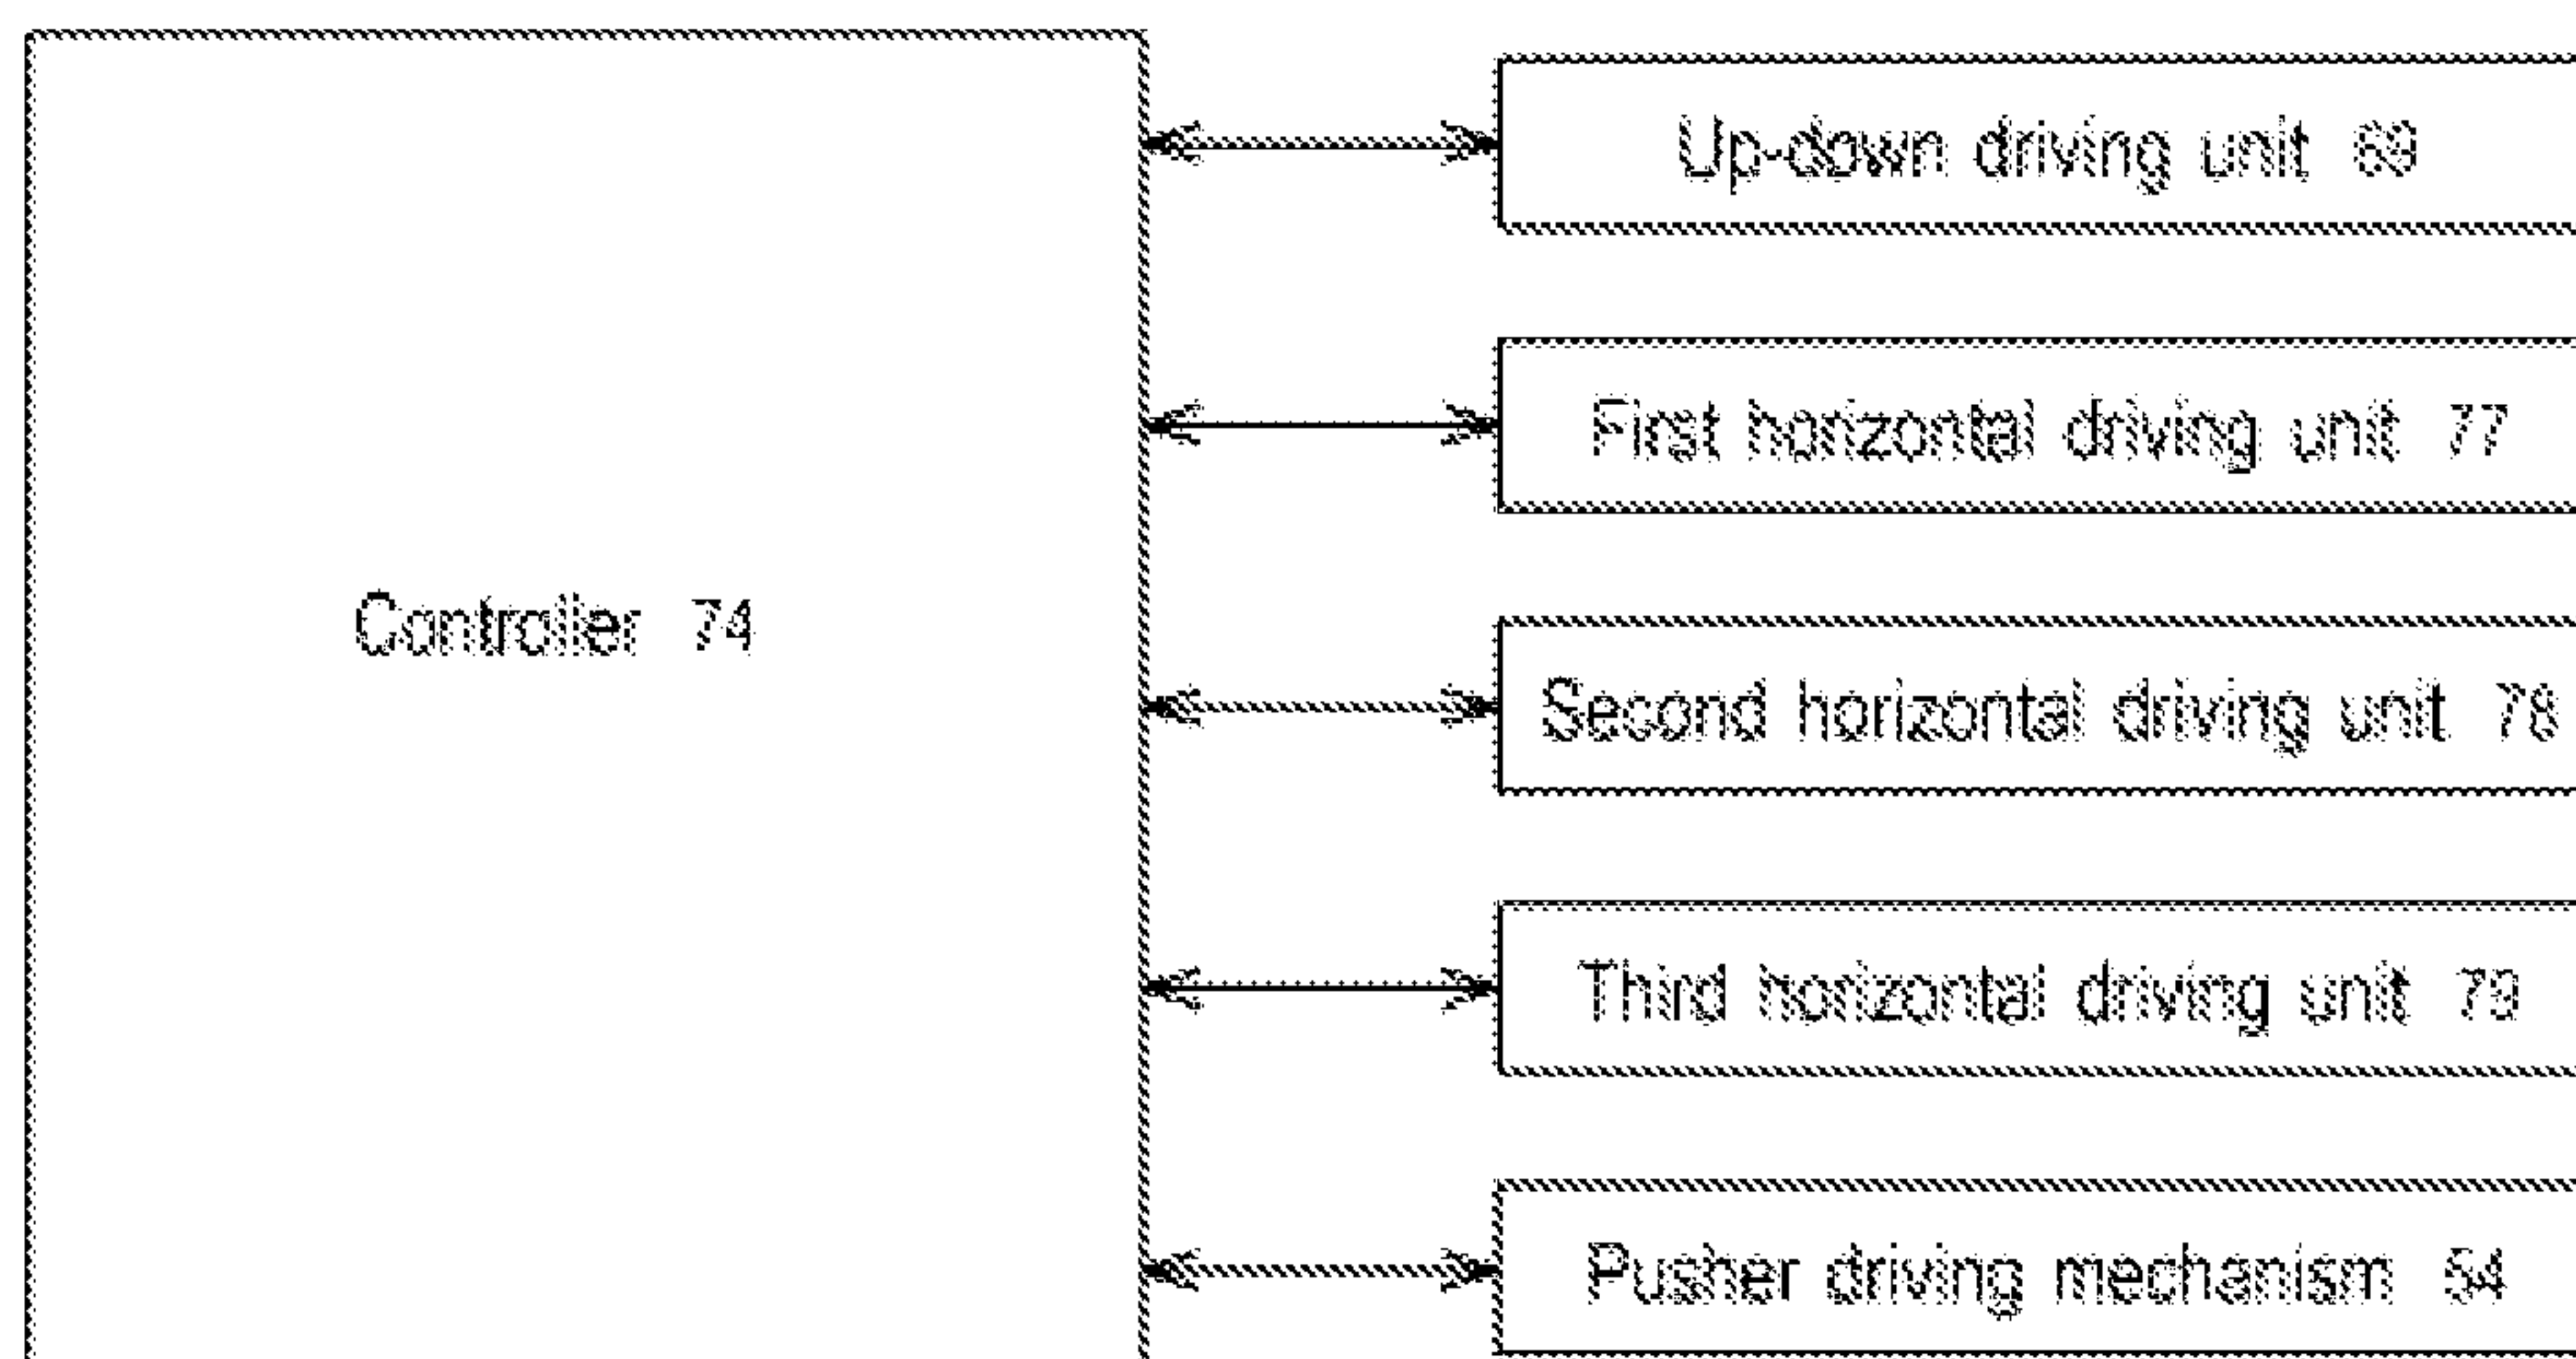 Up-down driving unit 69
First horizontal driving unit 77
Controller 74
Second horizontal driving unit 78
Third horizontal driving unit 79
Pusher driving mechanism 54